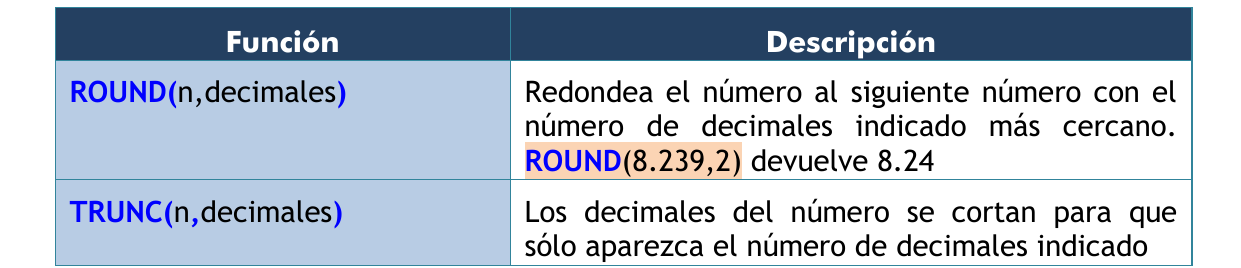 Función Descripción
ROUND(n,decimales)
Redondea el número al siguiente número con el
número de decimales indicado más cercano.
ROUND(8.239,2) devuelve 8.24
TRUNC(n,decimales)
Los decimales del número se cortan para que
sólo aparezca el número de decimales indicado